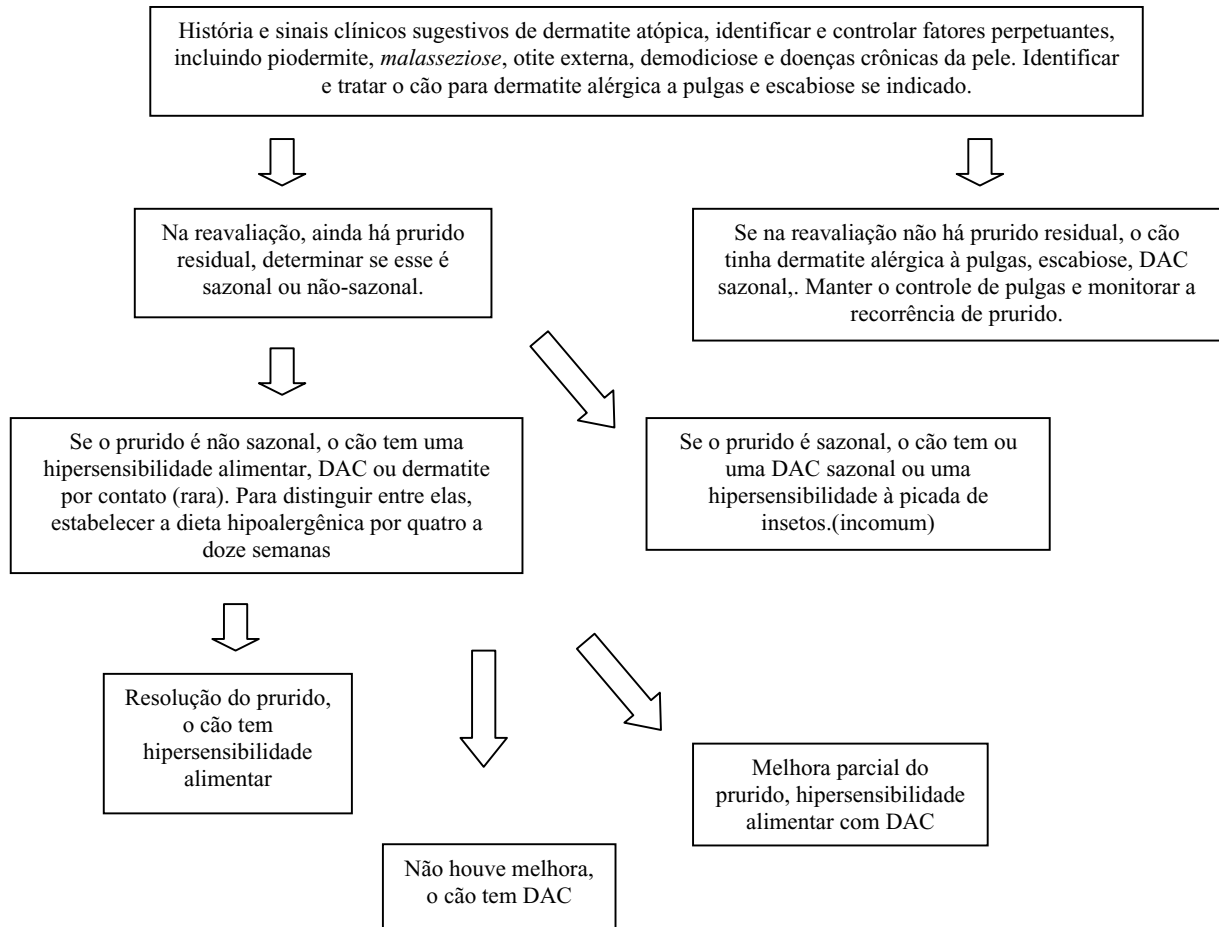 História e sinais clínicos sugestivos de dermatite atópica, identificar e controlar fatores perpetuantes,
incluindo piodermite, malasseziose, otite externa, demodiciose e doenças crônicas da pele. Identificar
e tratar o cão para dermatite alérgica a pulgas e escabiose se indicado.
Na reavaliação, ainda há prurido
residual, determinar se esse é
sazonal ou não-sazonal.
Se na reavaliação não há prurido residual, o cão
tinha dermatite alérgica à pulgas, escabiose, DAC
sazonal,. Manter o controle de pulgas e monitorar a
recorrência de prurido.
Se o prurido é não sazonal, o cão tem uma
hipersensibilidade alimentar, DAC ou dermatite
por contato (rara). Para distinguir entre elas,
estabelecer a dieta hipoalergênica por quatro a
doze semanas
Se o prurido é sazonal, o cão tem ou
uma DAC sazonal ou uma
hipersensibilidade à picada de
insetos.(incomum)
Resolução do prurido,
o cão tem
hipersensibilidade
alimentar
Não houve melhora,
o cão tem DAC
Melhora parcial do
prurido, hipersensibilidade
alimentar com DAC